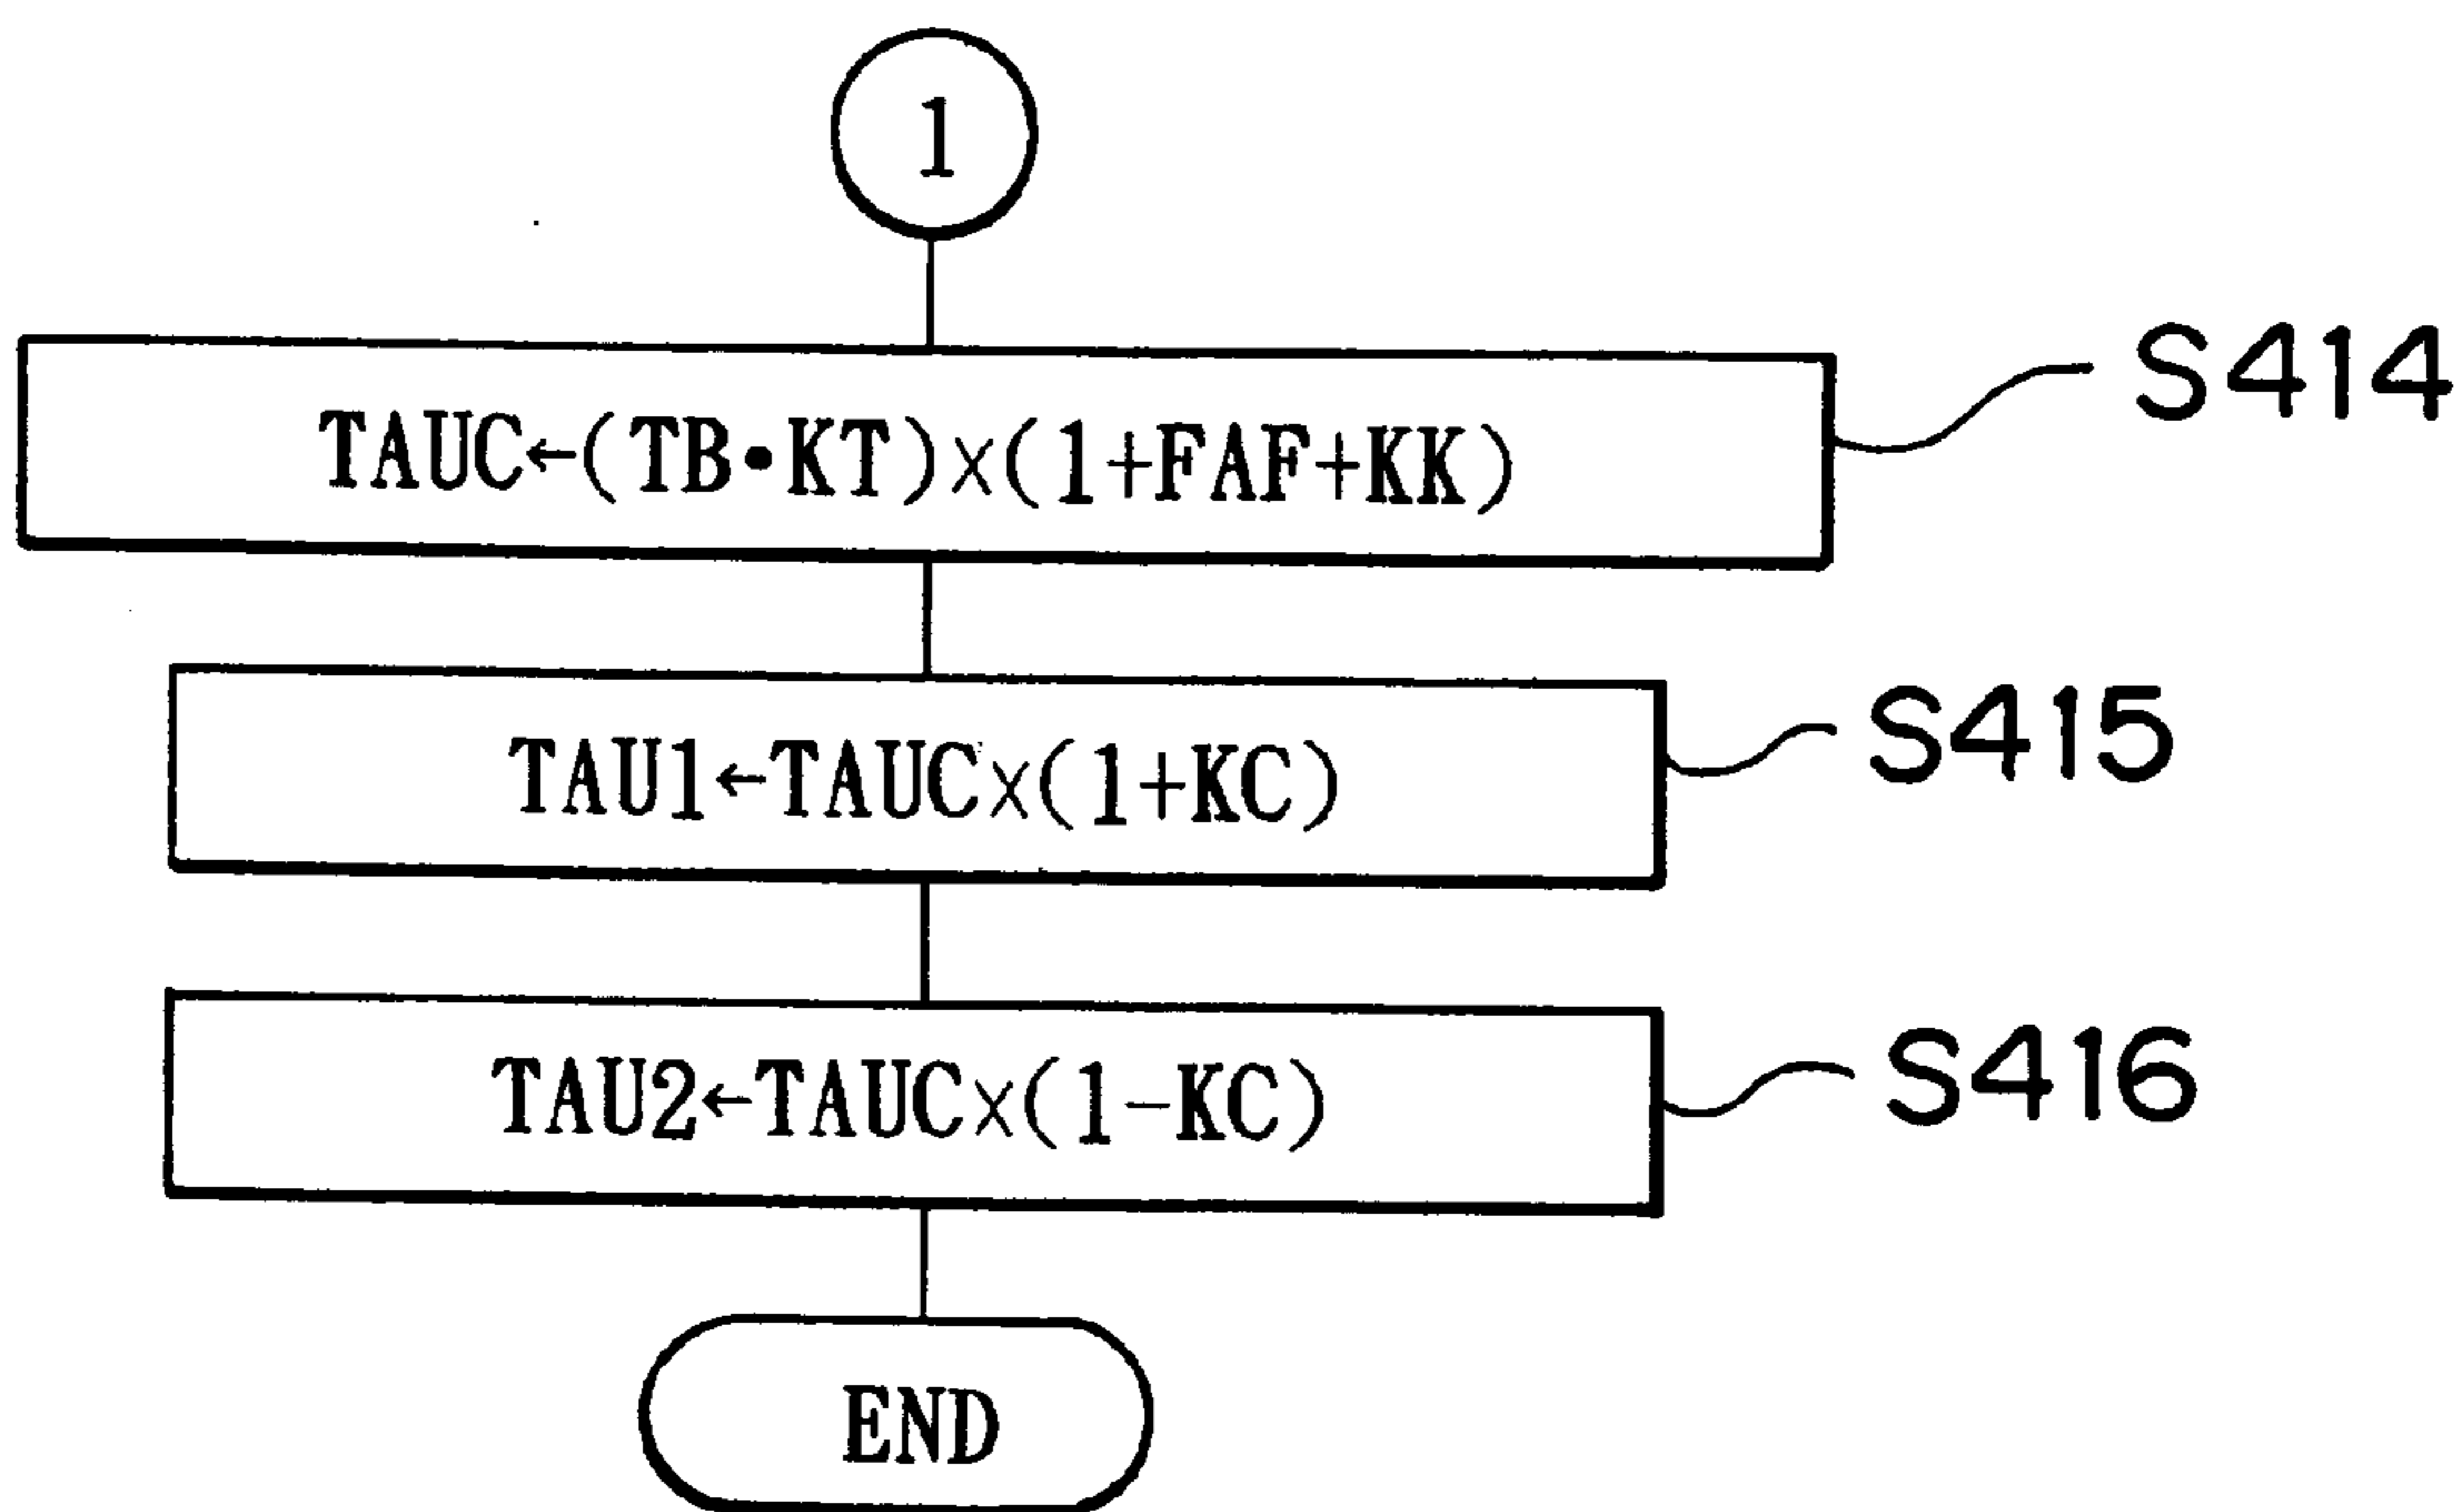 1
TAUC←(TB•KT)×(1+FAF+KK)
S414
TAU1←TAUC×(1+KC)
S415
TAU2←TAUC×(1-KC)
S416
END